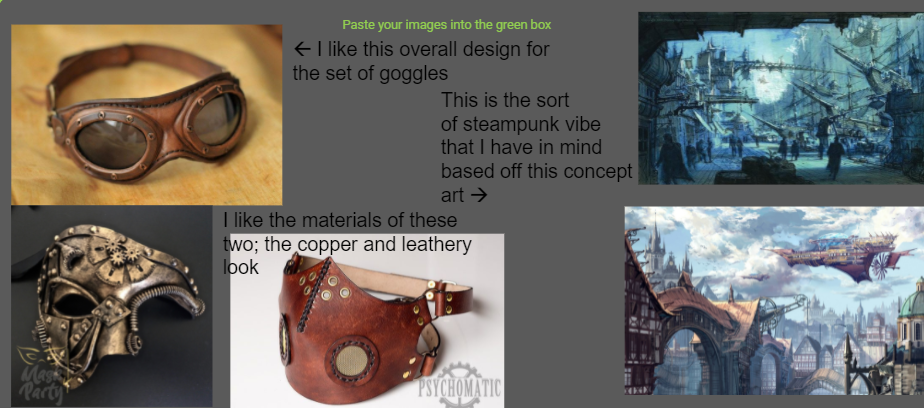 Paste your images into the green box
← I like this overall design for
the set of goggles
This is the sort
of steampunk vibe
that I have in mind
based off this concept
art →
I like the materials of these
two; the copper and leathery
look
Mask
Party
PSYCHOMATIC